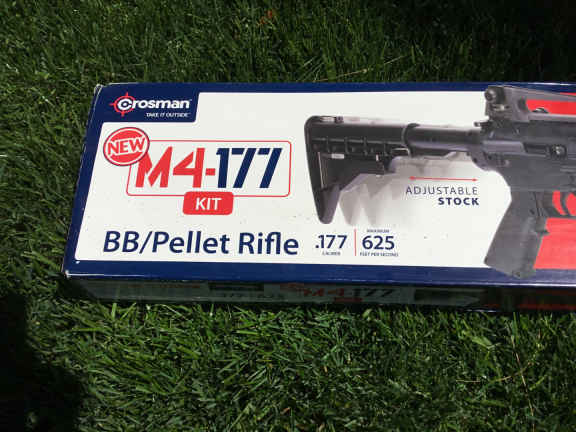 Crosman
TAKE IT OUTSIDE
NEW
M4-177
KIT
ADJUSTABLE
STOCK
BB/Pellet Rifle
.177
CALIBER
MAXIMUM
625
FEET PER SECOND
M4-177